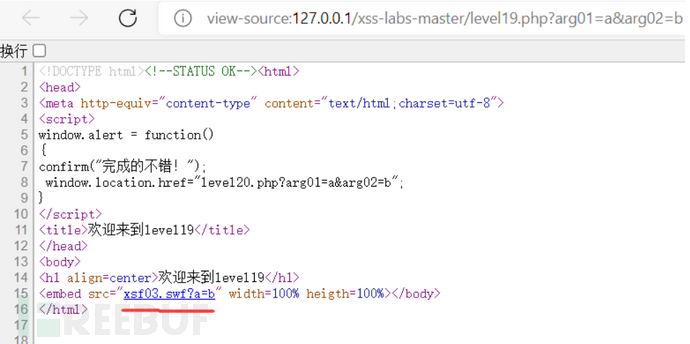 view-source:127.0.0.1/xss-labs-master/level19.php?arg01=a&arg02=b
换行
1 <!DOCTYPE html><!--STATUS OK--><html>
2 <head>
3 <meta http-equiv="content-type" content="text/html;charset=utf-8">
4 <script>
5 window.alert = function()
6 {
7 confirm("完成的不错！");
8 window.location.href="level20.php?arg01=a&arg02=b";
9 }
10 </script>
11 <title>欢迎来到level19</title>
12 </head>
13 <body>
14 <h1 align=center>欢迎来到level19</h1>
15 <embed src="xsf03.swf?a=b" width=100% heigth=100%></body>
16 </html>
17
18
REEBUF